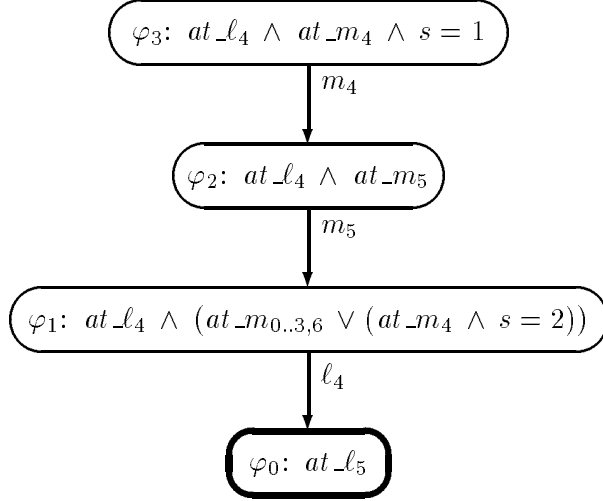 φ₃: at_ℓ₄ ∧ at_m₄ ∧ s = 1
m₄
φ₂: at_ℓ₄ ∧ at_m₅
m₅
φ₁: at_ℓ₄ ∧ (at_m₀..₃,₆ ∨ (at_m₄ ∧ s = 2))
ℓ₄
φ₀: at_ℓ₅